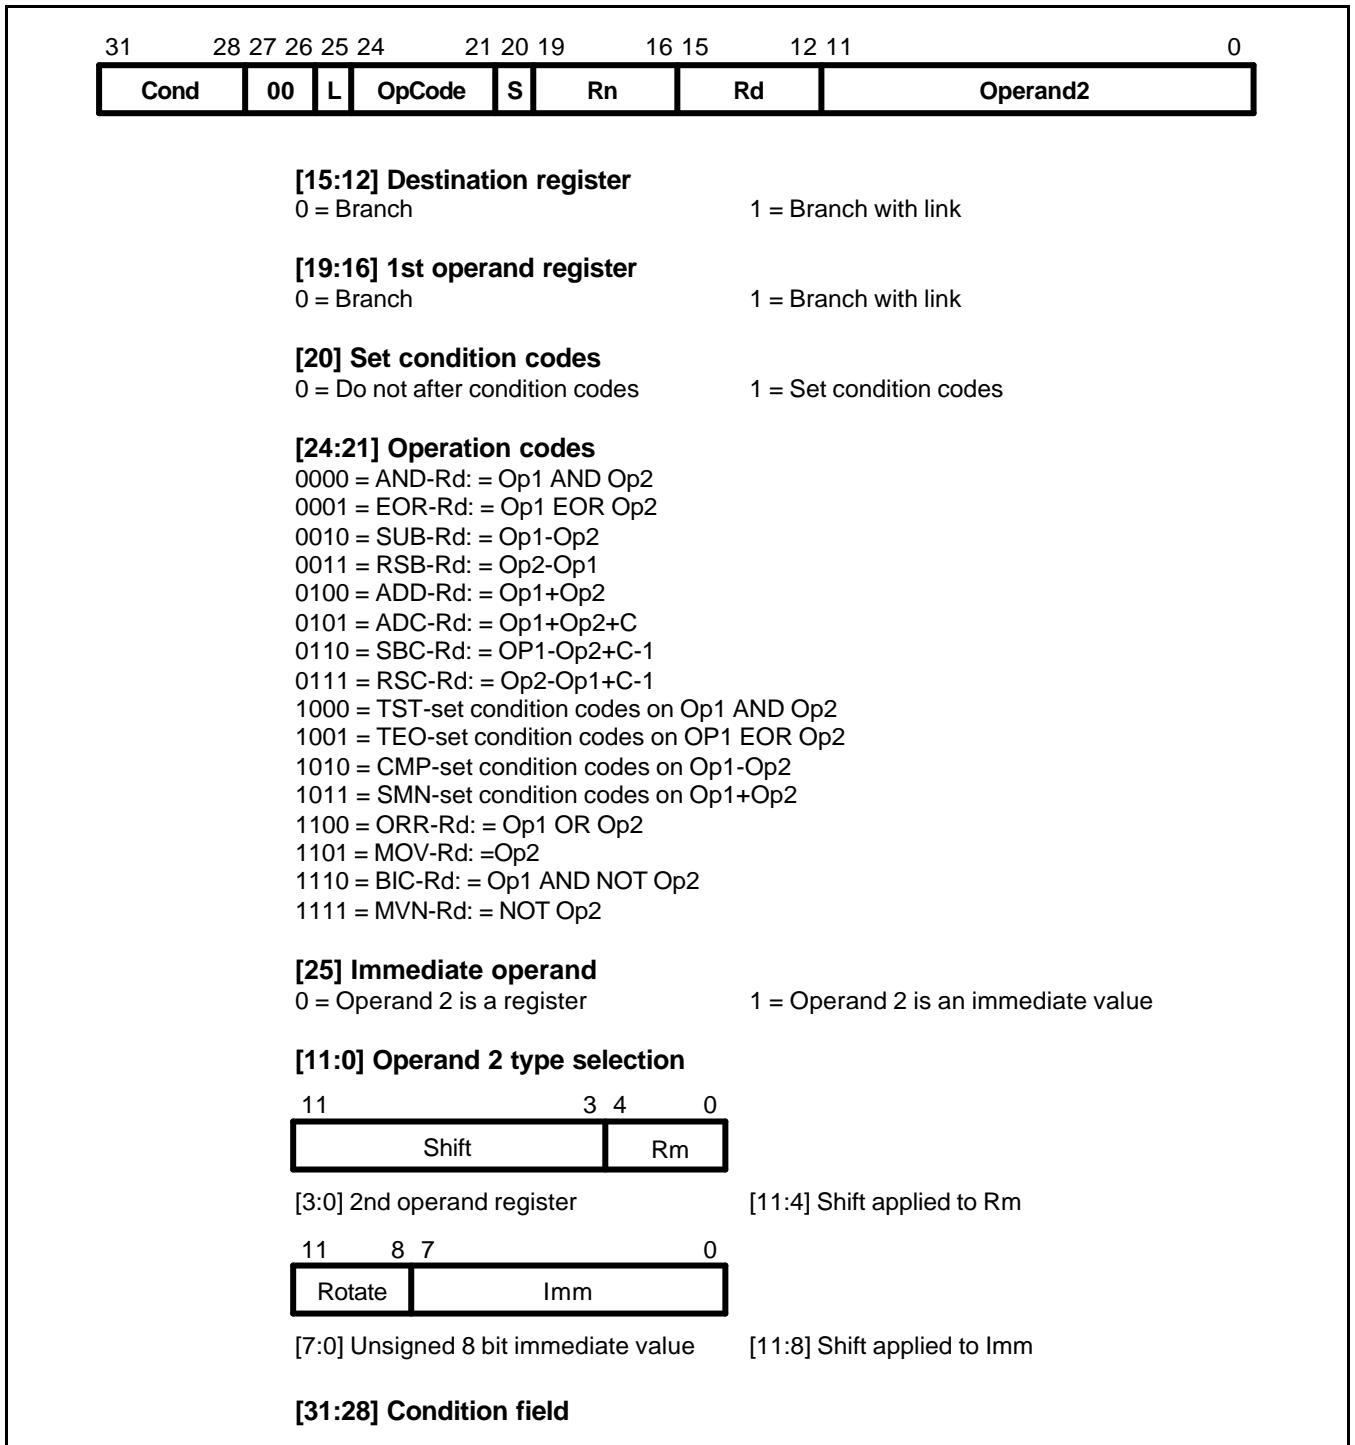 31 28 27 26 25 24 21 20 19 16 15 12 11 0
Cond 00 L OpCode S Rn Rd Operand2
[15:12] Destination register
0 = Branch 1 = Branch with link
[19:16] 1st operand register
0 = Branch 1 = Branch with link
[20] Set condition codes
0 = Do not after condition codes 1 = Set condition codes
[24:21] Operation codes
0000 = AND-Rd: = Op1 AND Op2
0001 = EOR-Rd: = Op1 EOR Op2
0010 = SUB-Rd: = Op1-Op2
0011 = RSB-Rd: = Op2-Op1
0100 = ADD-Rd: = Op1+Op2
0101 = ADC-Rd: = Op1+Op2+C
0110 = SBC-Rd: = OP1-Op2+C-1
0111 = RSC-Rd: = Op2-Op1+C-1
1000 = TST-set condition codes on Op1 AND Op2
1001 = TEO-set condition codes on OP1 EOR Op2
1010 = CMP-set condition codes on Op1-Op2
1011 = SMN-set condition codes on Op1+Op2
1100 = ORR-Rd: = Op1 OR Op2
1101 = MOV-Rd: =Op2
1110 = BIC-Rd: = Op1 AND NOT Op2
1111 = MVN-Rd: = NOT Op2
[25] Immediate operand
0 = Operand 2 is a register 1 = Operand 2 is an immediate value
[11:0] Operand 2 type selection
11 3 4 0
Shift Rm
[3:0] 2nd operand register [11:4] Shift applied to Rm
11 8 7 0
Rotate Imm
[7:0] Unsigned 8 bit immediate value [11:8] Shift applied to Imm
[31:28] Condition field